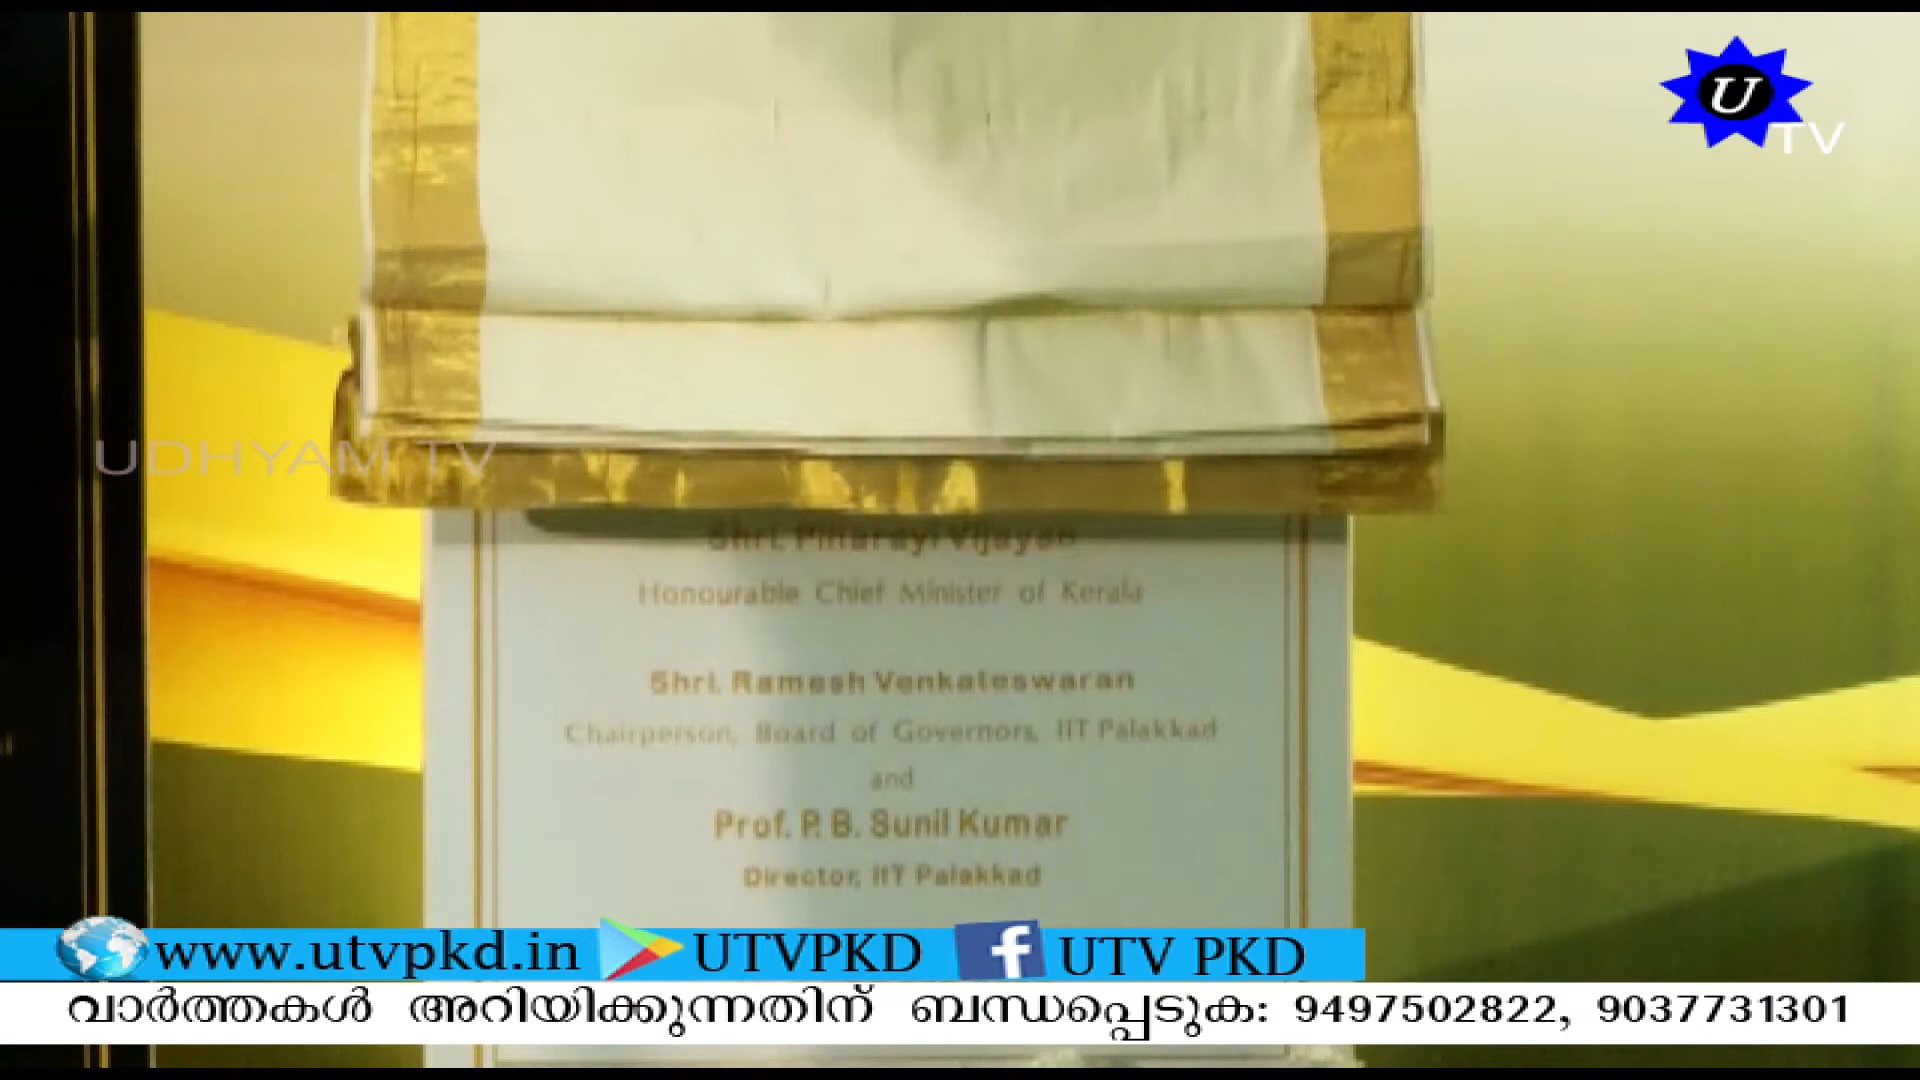 U
TV
UDHYAM TV
Shri. Pinarayi Vijayan
Honourable Chief Minister of Kerala
Shri. Ramesh Venkateswaran
Chairperson, Board of Governors, IIT Palakkad
and
Prof. P. B. Sunil Kumar
Director, IIT Palakkad
www.utvpkd.in UTVPKD f UTV PKD
വാർത്തകൾ അറിയിക്കുന്നതിന് ബന്ധപ്പെടുക: 9497502822, 9037731301